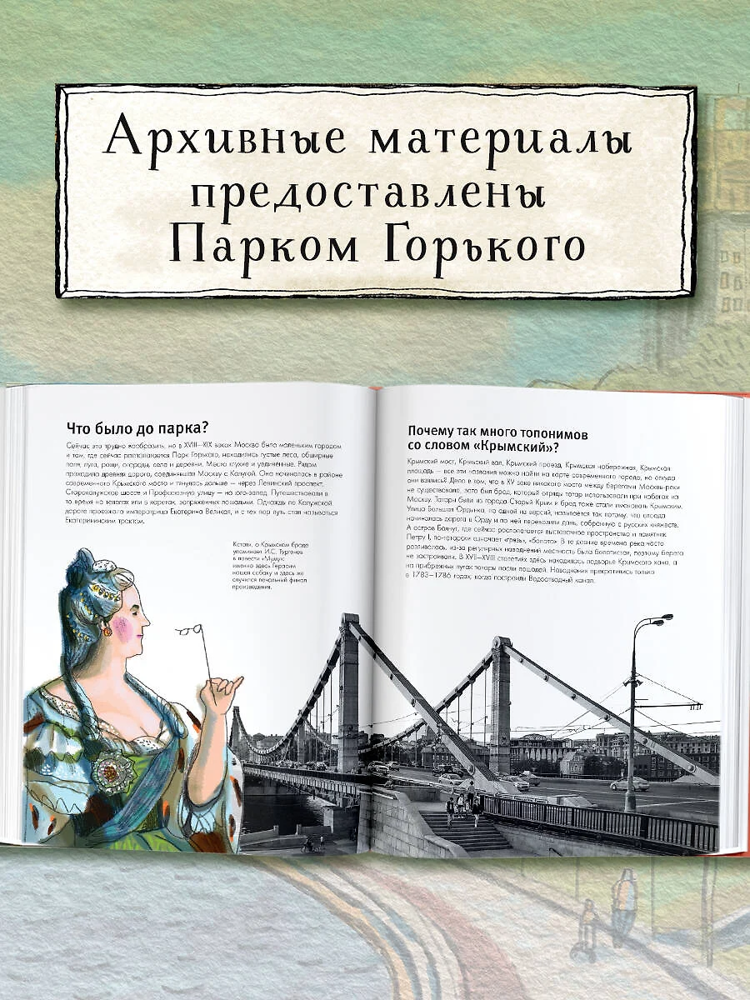 Архивные материалы
предоставлены
Парком Горького
Что было до парка?
Сейчас это трудно вообразить, но в XVIII–XIX веках Москва была маленьким городом
и там, где сейчас располагается Парк Горького, находились густые леса, обширные
поля, луга, рощи, огороды, села и деревни. Места глухие и уединенные. Рядом
проходила древняя дорога, соединявшая Москву с Калугой. Она начиналась в районе
современного Крымского моста и тянулась дальше — через Ленинский проспект,
Старокалужское шоссе и Профсоюзную улицу — на юго-запад. Путешествовали в
то время на телегах или в каретах, запряженных лошадьми. Однажды по Калужской
дороге проезжала императрица Екатерина Великая, и с тех пор путь стал называться
Екатерининским трактом.
Кстати, о Крымском броде
упоминает И.С. Тургенев
в повести «Муму»:
именно здесь Герасим
нашел собаку и здесь же
случился печальный финал
произведения.
Почему так много топонимов
со словом «Крымский»?
Крымский мост, Крымский вал, Крымский проезд, Крымская набережная, Крымская
площадь — все эти названия можно найти на карте современного города, но откуда
они взялись? Дело в том, что в XV веке никакого моста между берегами Москвы-реки
не существовало, зато был брод, который отряды татар использовали при набегах на
Москву. Татары были из города Старый Крым и брод тоже стали именовать Крымским.
Улица Большая Ордынка, по одной из версий, называется так потому, что отсюда
начиналась дорога в Орду и по ней перевозили дань, собранную с русских княжеств.
А остров Балчуг, где сейчас располагается выставочное пространство и памятник
Петру I, по-татарски означает «грязь», «болото». В те давние времена река часто
разливалась, из-за регулярных наводнений местность была болотистая, поэтому берега
не застраивали. В XVII–XVIII столетиях здесь находилось подворье Крымского хана, а
на прибрежных лугах татары пасли лошадей. Наводнения прекратились только
в 1783–1786 годах, когда построили Водоотводный канал.